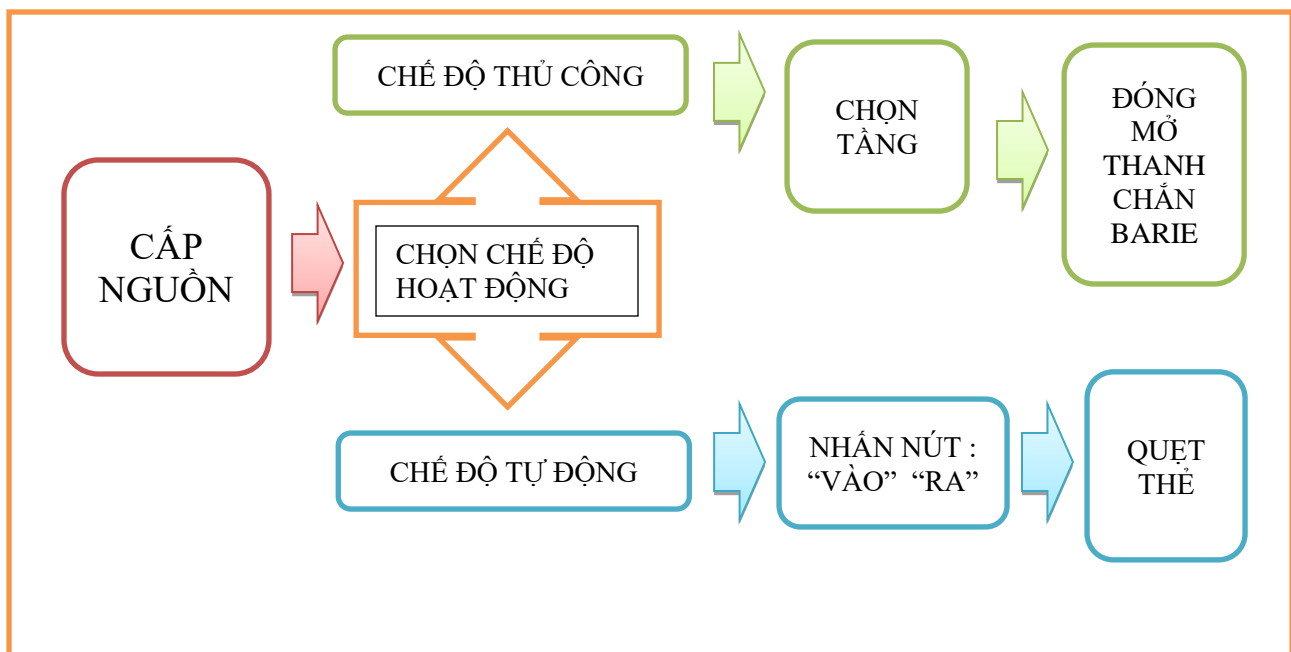 CẤP
NGUỒN
CHỌN CHẾ ĐỘ
HOẠT ĐỘNG
CHẾ ĐỘ THỦ CÔNG
CHỌN
TẦNG
ĐÓNG
MỞ
THANH
CHẮN
BARIE
CHẾ ĐỘ TỰ ĐỘNG
NHẤN NÚT :
“VÀO” “RA”
QUẸT
THẺ